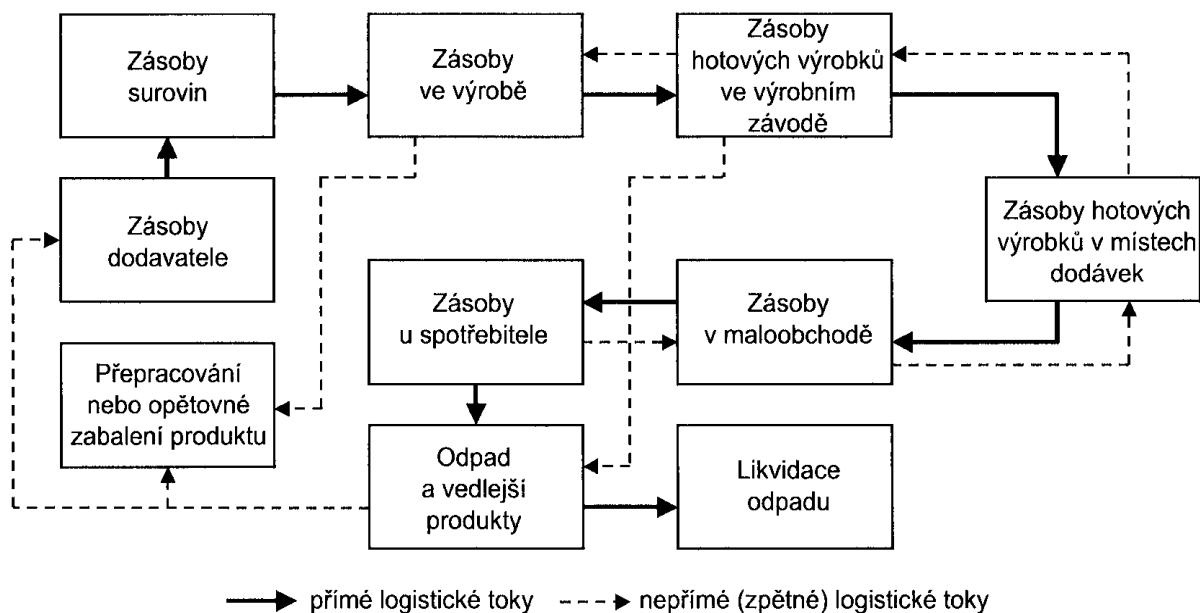 Zásoby
surovin
Zásoby
ve výrobě
Zásoby
hotových výrobků
ve výrobním
závodě
Zásoby
dodavatele
Zásoby hotových
výrobků v místech
dodávek
Zásoby
u spotřebitele
Zásoby
v maloobchodě
Přepracování
nebo opětovné
zabalení produktu
Odpad
a vedlejší
produkty
Likvidace
odpadu
přímé logistické toky
nepřímé (zpětné) logistické toky